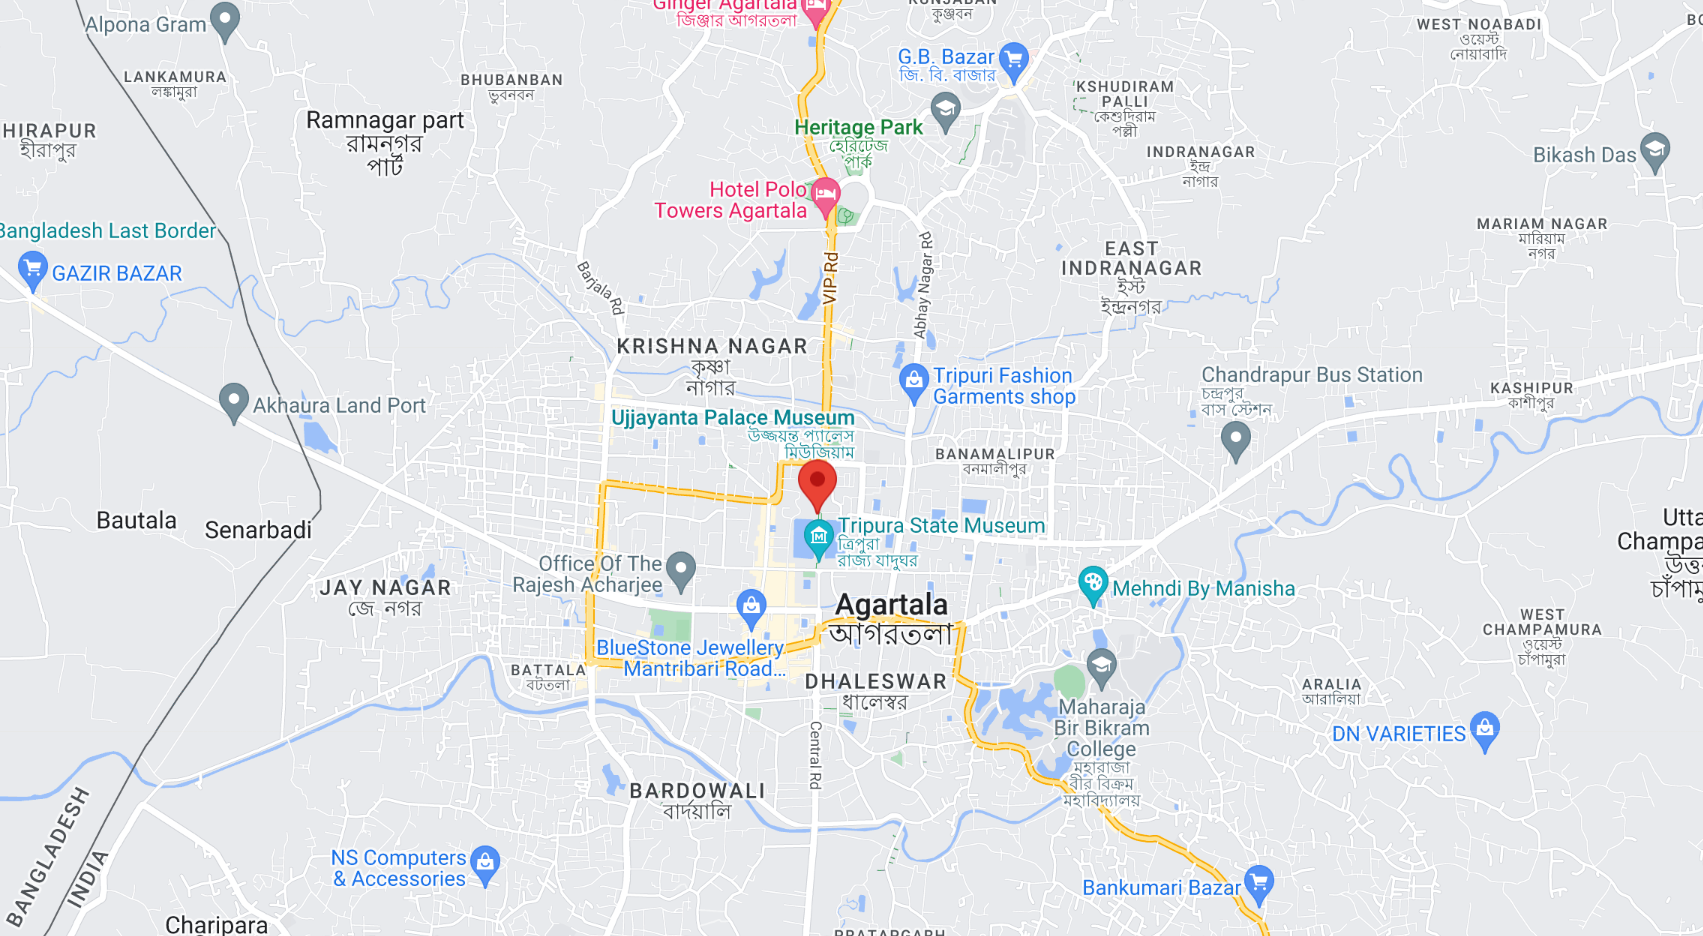 Ginger Agartala
জিঞ্জার আগরতলা
কুঞ্জবন
Alpona Gram
WEST NOABADI
ওয়েস্ট
নোয়াবাদি
LANKAMURA
লঙ্কামুরা
BHUBANBAN
ভুবনবন
G.B. Bazar
জি. বি. বাজার
KSHUDIRAM
PALLI
কেশুদিরাম
পল্লী
Ramnagar part
রামনগর
পার্ট
HIRAPUR
হীরাপুর
Heritage Park
হেরিটেজ
পার্ক
INDRANAGAR
ইন্দ্র
নাগার
Bikash Das
Hotel Polo
Towers Agartala
MARIAM NAGAR
মারিয়াম
নগর
Bangladesh Last Border
GAZIR BAZAR
EAST
INDRANAGAR
ইস্ট
ইন্দ্রনগর
Barjala Rd
VIP Rd
Abhay Nagar Rd
KRISHNA NAGAR
কৃষ্ণা
নাগার
Tripuri Fashion
Garments shop
Chandrapur Bus Station
চন্দ্রপুর
বাস স্টেশন
KASHIPUR
কাশীপুর
Akhaura Land Port
Ujjayanta Palace Museum
উজ্জয়ন্ত প্যালেস
মিউজিয়াম
BANAMALIPUR
বনমালীপুর
Bautala
Senarbadi
Tripura State Museum
ত্রিপুরা
রাজ্য যাদুঘর
Utta
Champa
উত্ত
Office Of The
Rajesh Acharjee
JAY NAGAR
জে নগর
Mehndi By Manisha
Agartala
আগরতলা
WEST
CHAMPAMURA
ওয়েস্ট
চাঁপামুরা
BlueStone Jewellery
Mantribari Road...
BATTALA
বটতলা
DHALESWAR
ধালেস্বর
ARALIA
আরালিয়া
Maharaja
Bir Bikram
College
মহারাজা
বীর বিক্রম
মহাবিদ্যালয়
DN VARIETIES
Central Rd
BARDOWALI
বার্দয়ালি
BANGLADESH
INDIA
NS Computers
& Accessories
Bankumari Bazar
Charipara